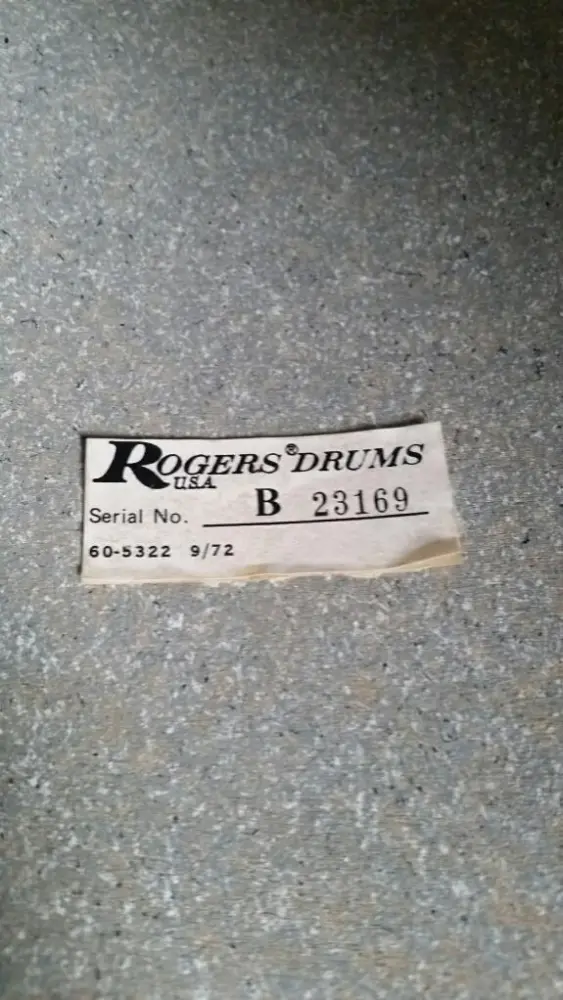 ROGERS® DRUMS
U.S.A.
Serial No. B 23169
60-5322 9/72